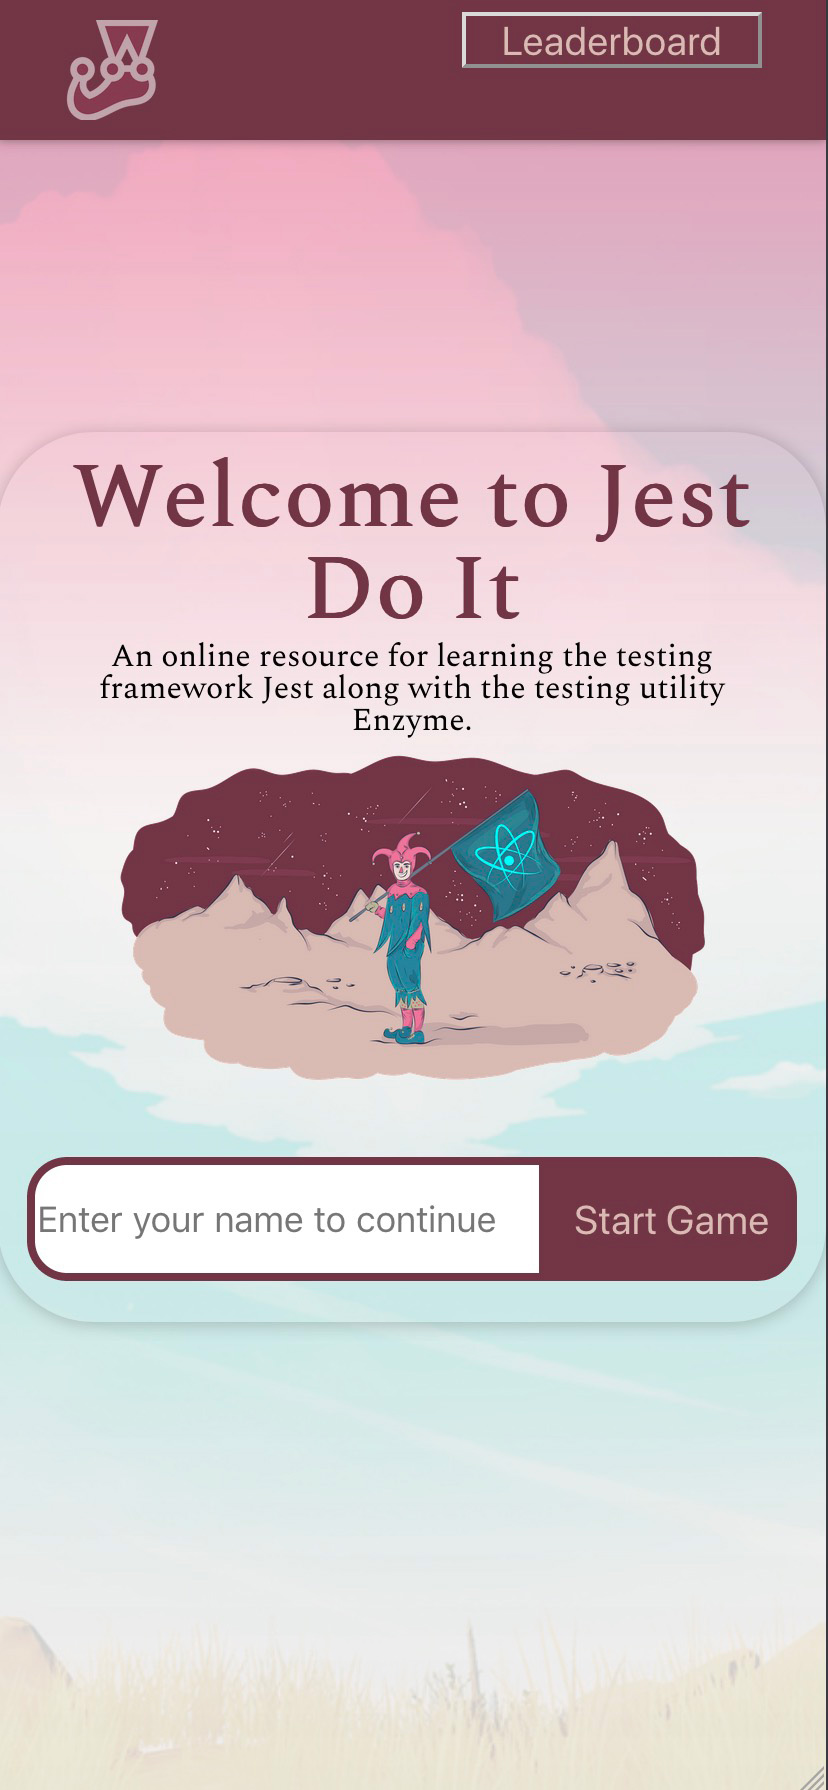 Leaderboard
Welcome to Jest
Do It
An online resource for learning the testing
framework Jest along with the testing utility
Enzyme.
Enter your name to continue
Start Game